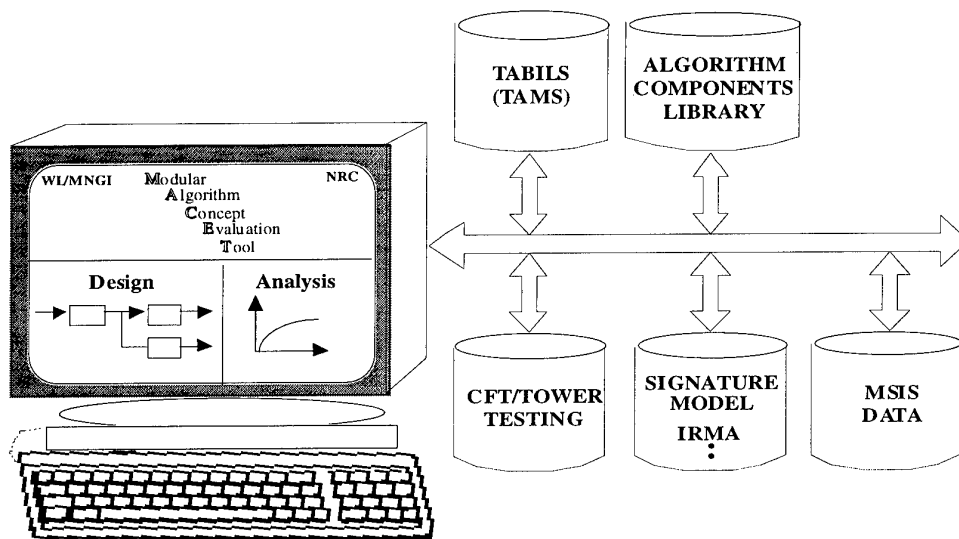 TABILS
(TAMS)
ALGORITHM
COMPONENTS
LIBRARY
WL/MNGI
NRC
Modular
Algorithm
Concept
Evaluation
Tool
Design
Analysis
CFT/TOWER
TESTING
SIGNATURE
MODEL
IRMA
MSIS
DATA